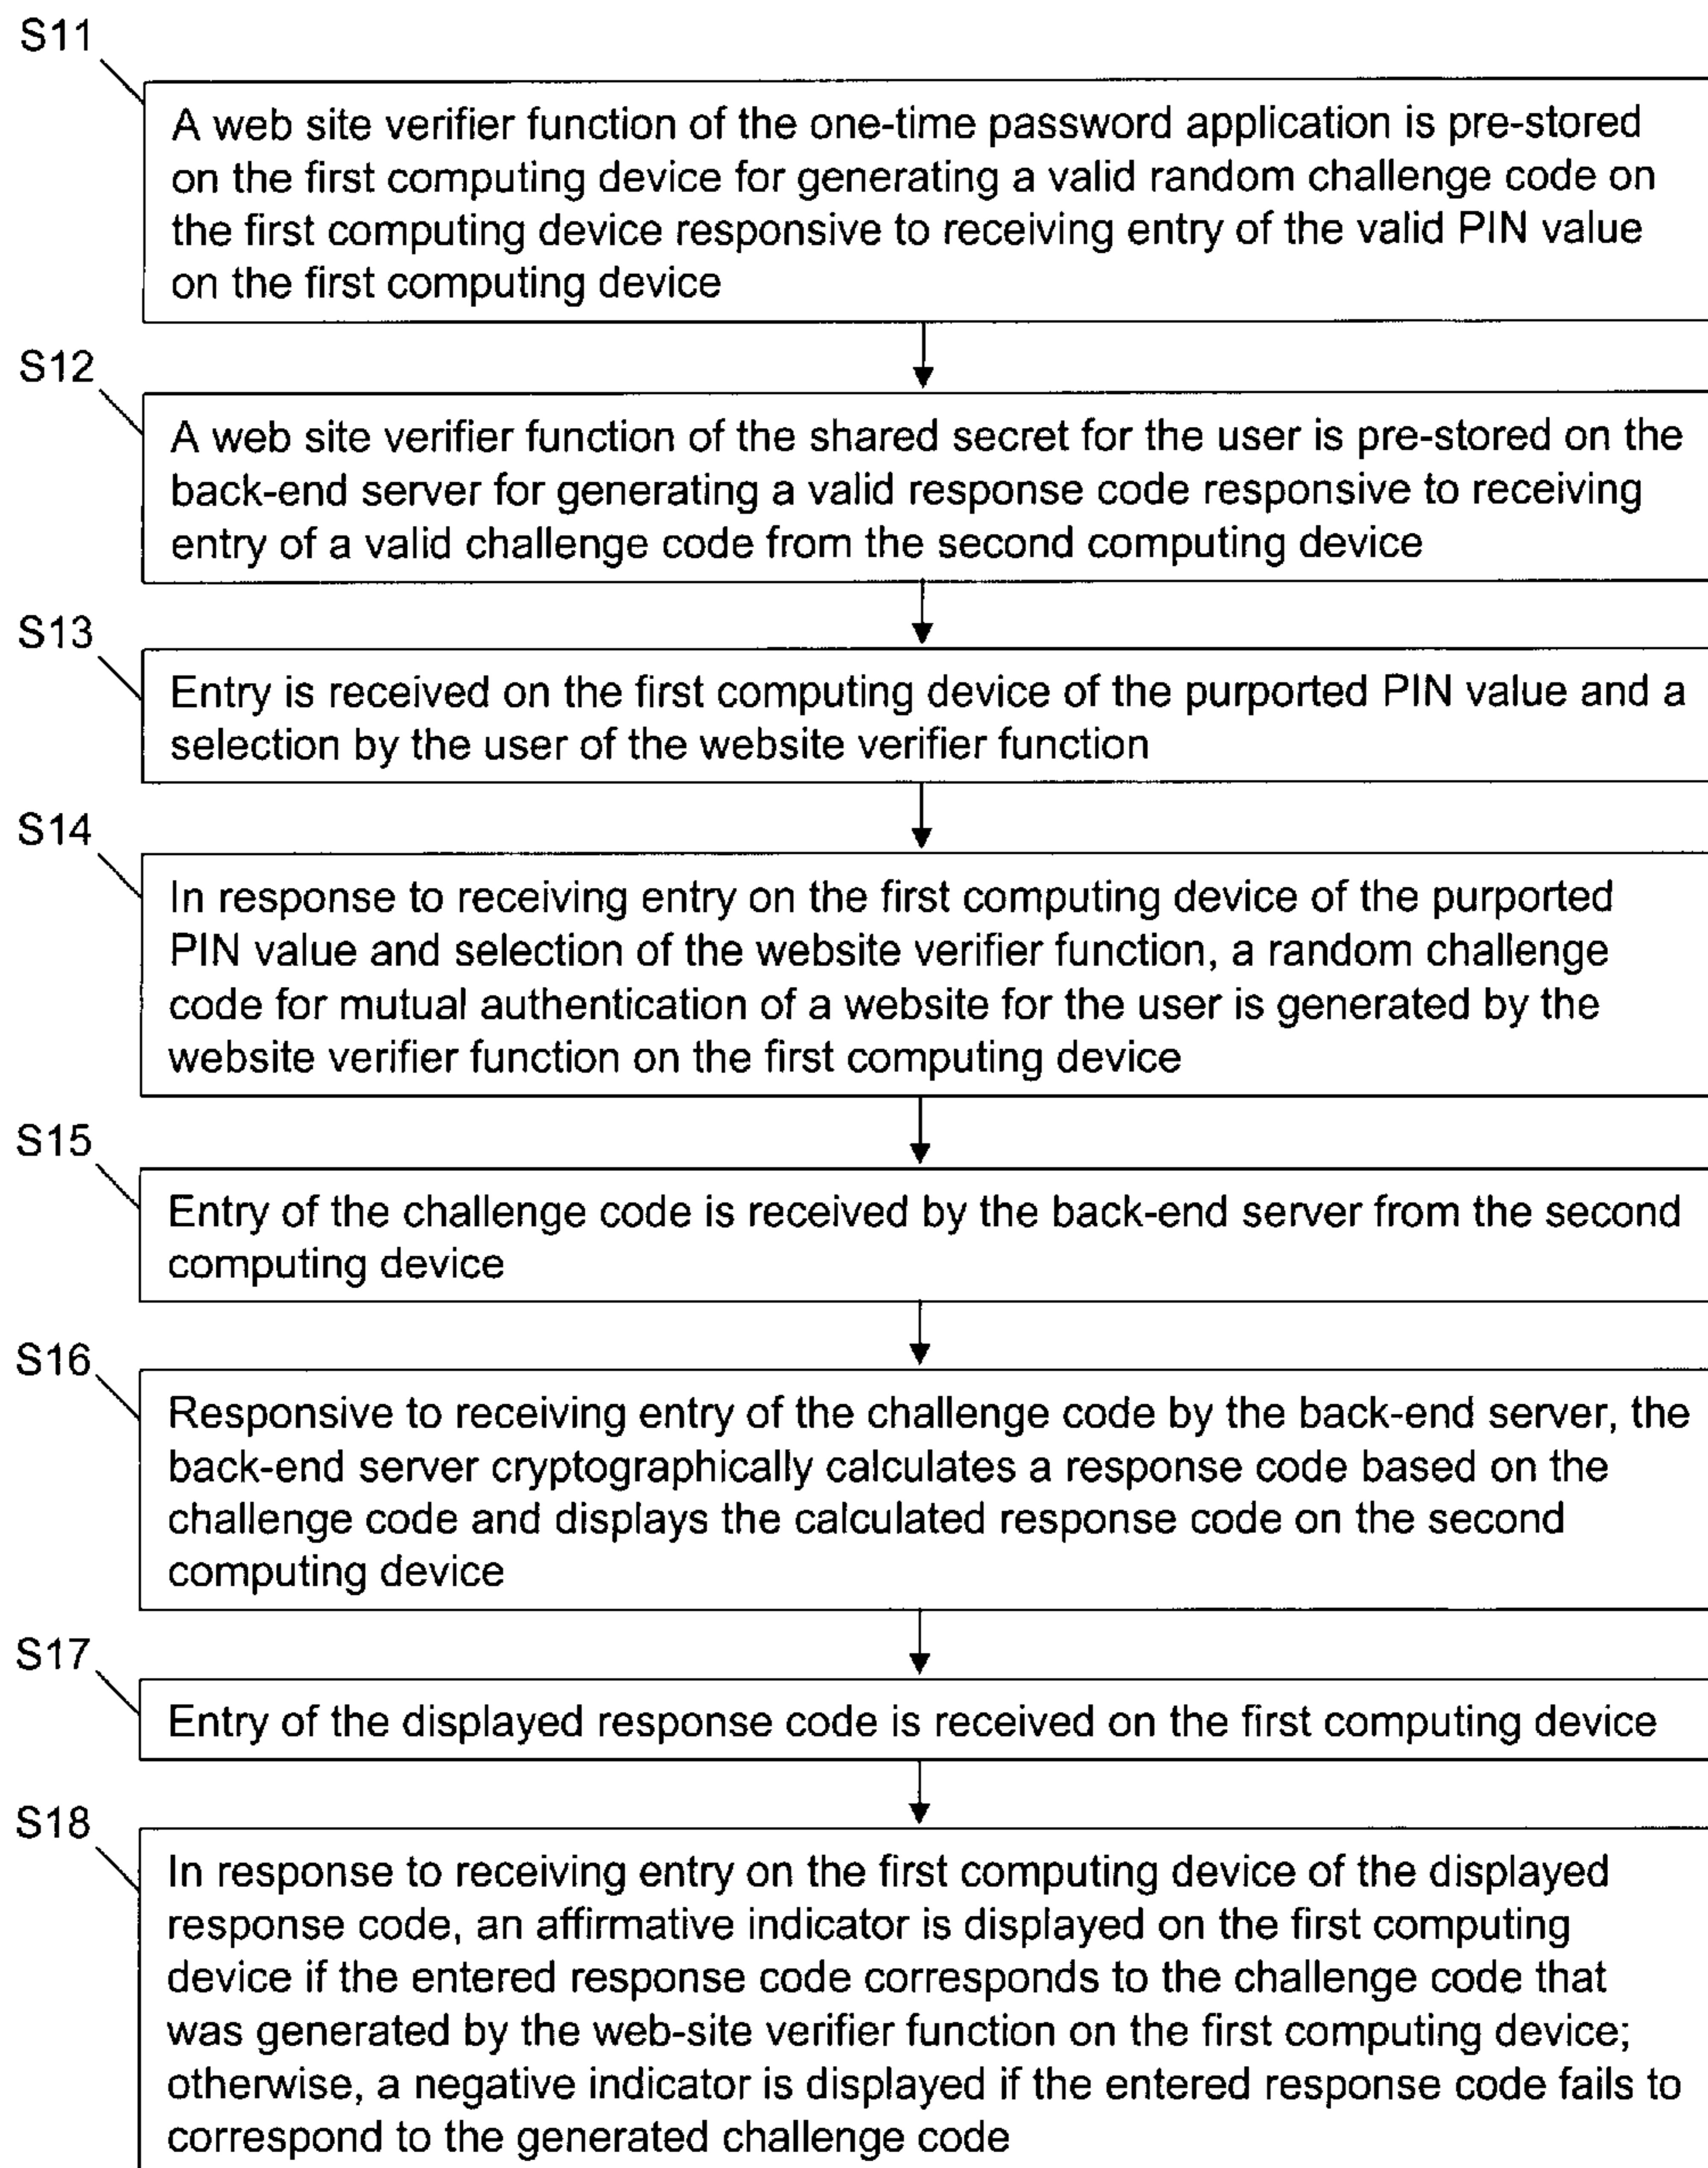 S11
A web site verifier function of the one-time password application is pre-stored
on the first computing device for generating a valid random challenge code on
the first computing device responsive to receiving entry of the valid PIN value
on the first computing device
S12
A web site verifier function of the shared secret for the user is pre-stored on the
back-end server for generating a valid response code responsive to receiving
entry of a valid challenge code from the second computing device
S13
Entry is received on the first computing device of the purported PIN value and a
selection by the user of the website verifier function
S14
In response to receiving entry on the first computing device of the purported
PIN value and selection of the website verifier function, a random challenge
code for mutual authentication of a website for the user is generated by the
website verifier function on the first computing device
S15
Entry of the challenge code is received by the back-end server from the second
computing device
S16
Responsive to receiving entry of the challenge code by the back-end server, the
back-end server cryptographically calculates a response code based on the
challenge code and displays the calculated response code on the second
computing device
S17
Entry of the displayed response code is received on the first computing device
S18
In response to receiving entry on the first computing device of the displayed
response code, an affirmative indicator is displayed on the first computing
device if the entered response code corresponds to the challenge code that
was generated by the web-site verifier function on the first computing device;
otherwise, a negative indicator is displayed if the entered response code fails to
correspond to the generated challenge code